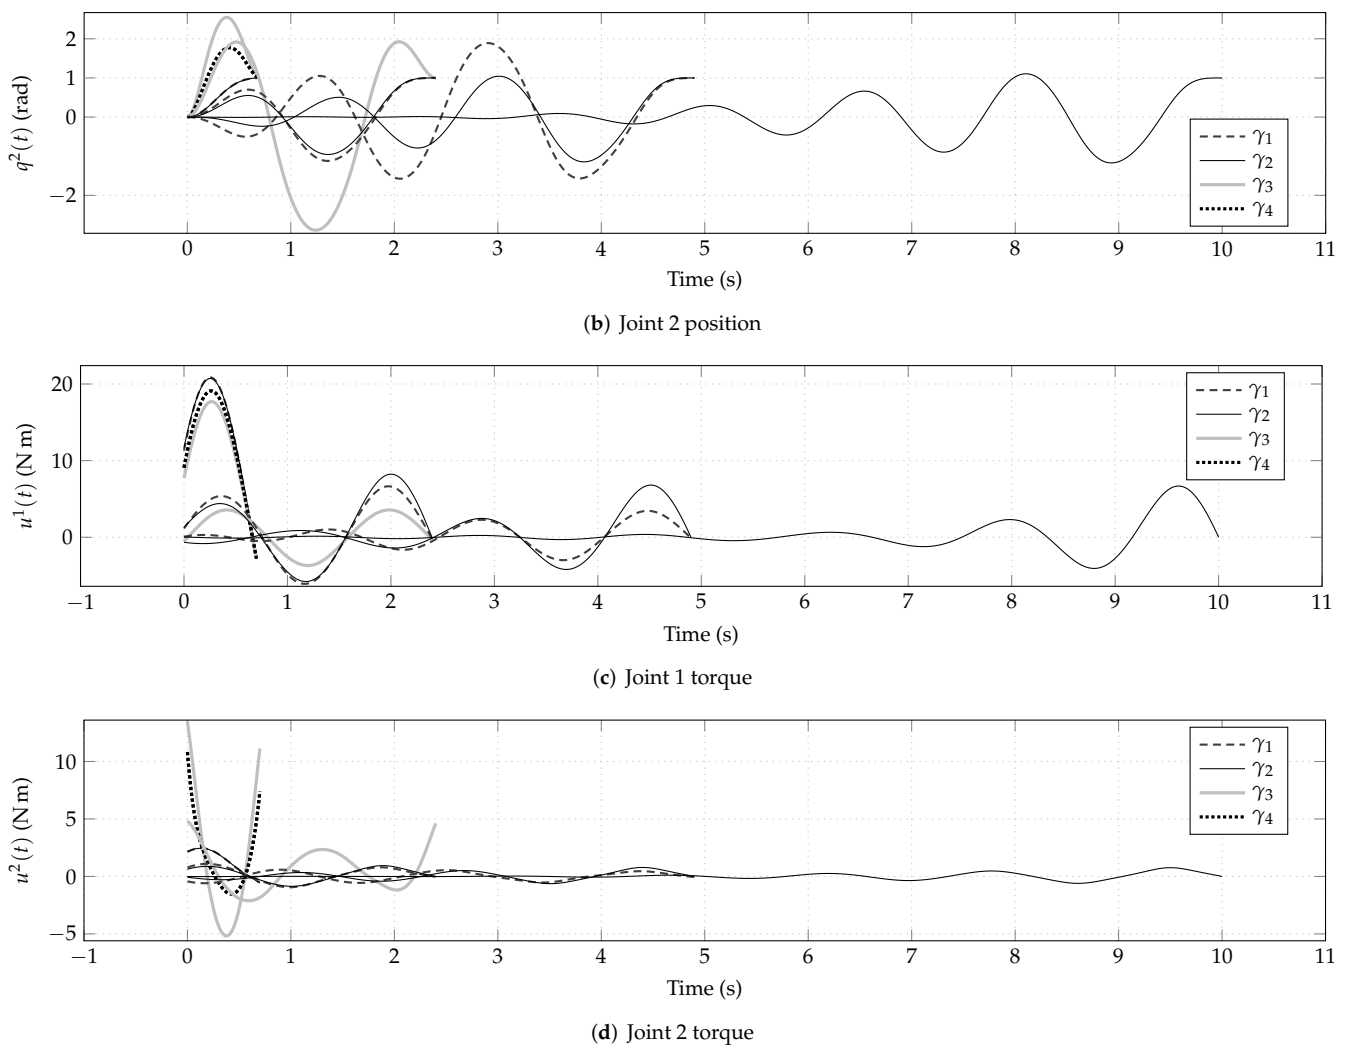 2
1
0
−2
q²(t) (rad)
γ1
γ2
γ3
γ4
0 1 2 3 4 5 6 7 8 9 10 11
Time (s)
(b) Joint 2 position
20
10
0
u¹(t) (N m)
γ1
γ2
γ3
γ4
−1 0 1 2 3 4 5 6 7 8 9 10 11
Time (s)
(c) Joint 1 torque
10
5
0
−5
u²(t) (N m)
γ1
γ2
γ3
γ4
−1 0 1 2 3 4 5 6 7 8 9 10 11
Time (s)
(d) Joint 2 torque